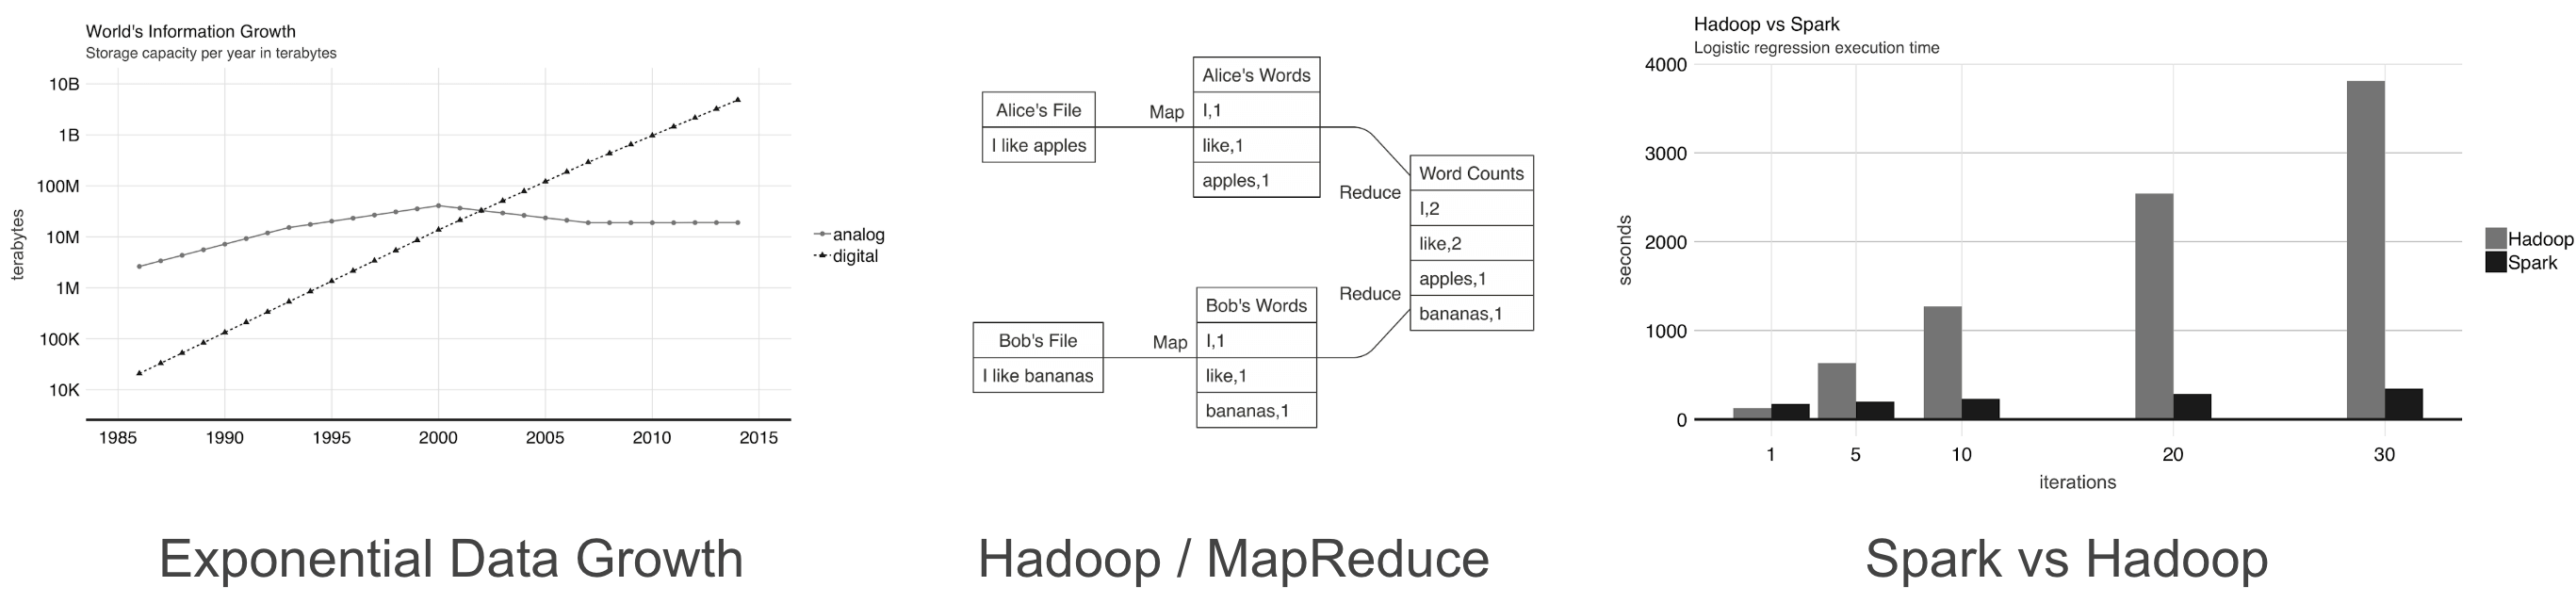 World's Information Growth
Storage capacity per year in terabytes
10B
1B
100M
10M
1M
100K
10K
terabytes
1985 1990 1995 2000 2005 2010 2015
analog
digital
Exponential Data Growth
Alice's File
I like apples
Map
Alice's Words
I,1
like,1
apples,1
Reduce
Bob's File
I like bananas
Map
Bob's Words
I,1
like,1
bananas,1
Reduce
Word Counts
I,2
like,2
apples,1
bananas,1
Hadoop / MapReduce
Hadoop vs Spark
Logistic regression execution time
4000
3000
2000
1000
0
seconds
1 5 10 20 30
iterations
Hadoop
Spark
Spark vs Hadoop